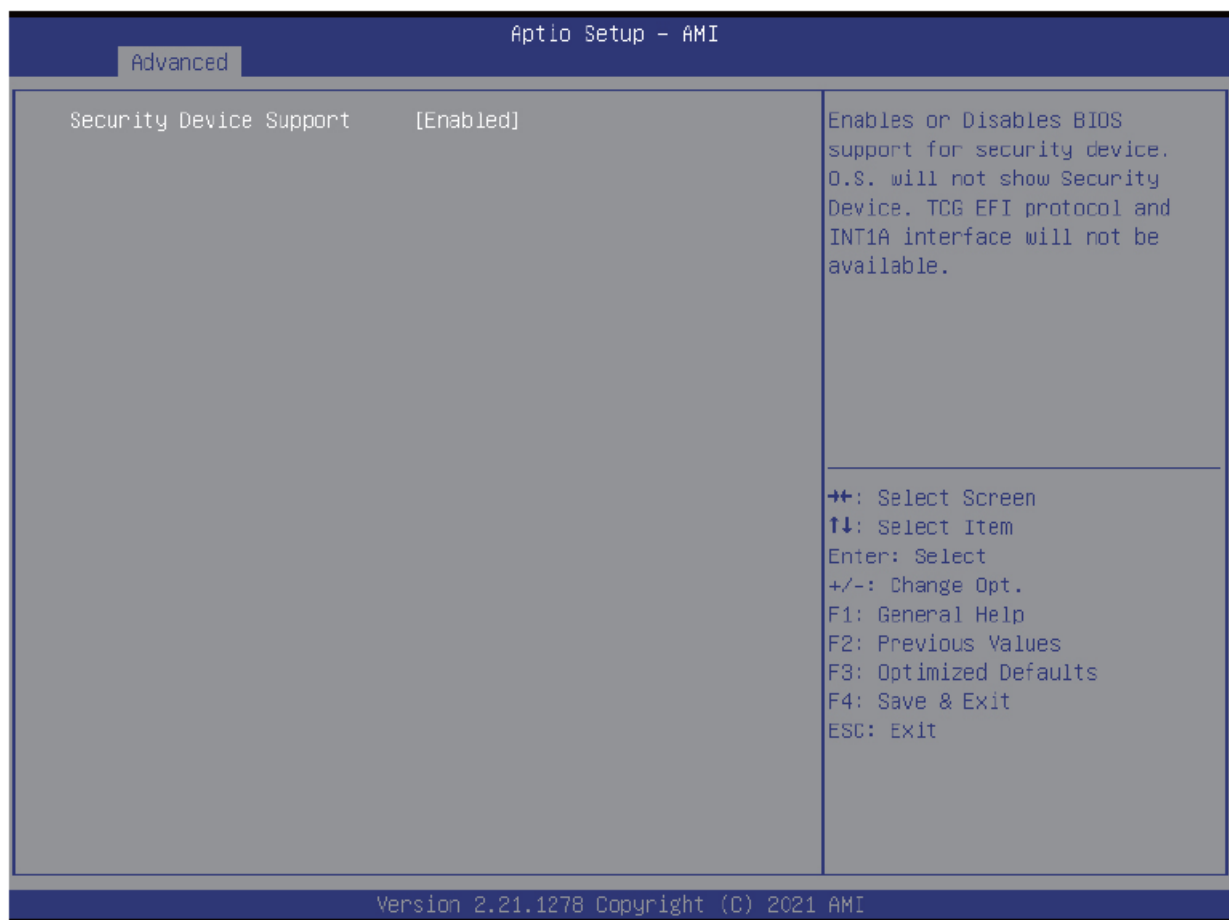 Aptio Setup – AMI
Advanced
Security Device Support [Enabled]
Enables or Disables BIOS
support for security device.
O.S. will not show Security
Device. TCG EFI protocol and
INT1A interface will not be
available.
→←: Select Screen
↑↓: Select Item
Enter: Select
+/-: Change Opt.
F1: General Help
F2: Previous Values
F3: Optimized Defaults
F4: Save & Exit
ESC: Exit
Version 2.21.1278 Copyright (C) 2021 AMI